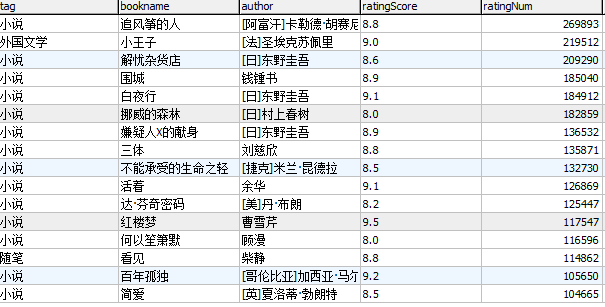 tag bookname author ratingScore ratingNum
小说 追风筝的人 [阿富汗]卡勒德·胡赛尼 8.8 269893
外国文学 小王子 [法]圣埃克苏佩里 9.0 219512
小说 解忧杂货店 [日]东野圭吾 8.6 209290
小说 围城 钱锺书 8.9 185040
小说 白夜行 [日]东野圭吾 9.1 184912
小说 挪威的森林 [日]村上春树 8.0 182859
小说 嫌疑人X的献身 [日]东野圭吾 8.9 136532
小说 三体 刘慈欣 8.8 135871
小说 不能承受的生命之轻 [捷克]米兰·昆德拉 8.5 132730
小说 活着 余华 9.1 126869
小说 达·芬奇密码 [美]丹·布朗 8.2 125447
小说 红楼梦 曹雪芹 9.5 117547
小说 何以笙箫默 顾漫 8.0 116596
随笔 看见 柴静 8.8 114862
小说 百年孤独 [哥伦比亚]加西亚·马尔 9.2 105650
小说 简爱 [英]夏洛蒂·勃朗特 8.5 104665